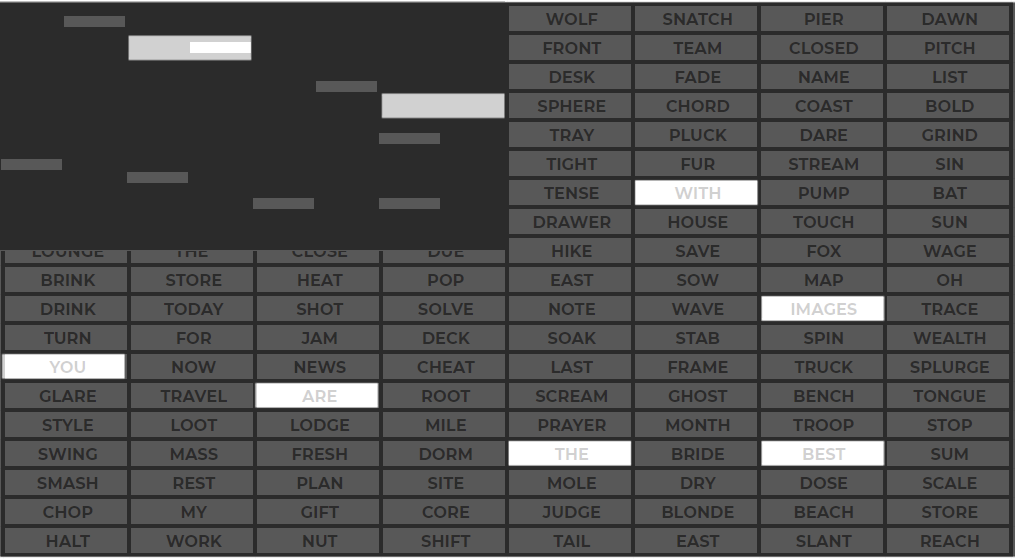 WOLF SNATCH PIER DAWN
FRONT TEAM CLOSED PITCH
DESK FADE NAME LIST
SPHERE CHORD COAST BOLD
TRAY PLUCK DARE GRIND
TIGHT FUR STREAM SIN
TENSE WITH PUMP BAT
DRAWER HOUSE TOUCH SUN
LOUNGE THE CLOSE DUE HIKE SAVE FOX WAGE
BRINK STORE HEAT POP EAST SOW MAP OH
DRINK TODAY SHOT SOLVE NOTE WAVE IMAGES TRACE
TURN FOR JAM DECK SOAK STAB SPIN WEALTH
YOU NOW NEWS CHEAT LAST FRAME TRUCK SPLURGE
GLARE TRAVEL ARE ROOT SCREAM GHOST BENCH TONGUE
STYLE LOOT LODGE MILE PRAYER MONTH TROOP STOP
SWING MASS FRESH DORM THE BRIDE BEST SUM
SMASH REST PLAN SITE MOLE DRY DOSE SCALE
CHOP MY GIFT CORE JUDGE BLONDE BEACH STORE
HALT WORK NUT SHIFT TAIL EAST SLANT REACH